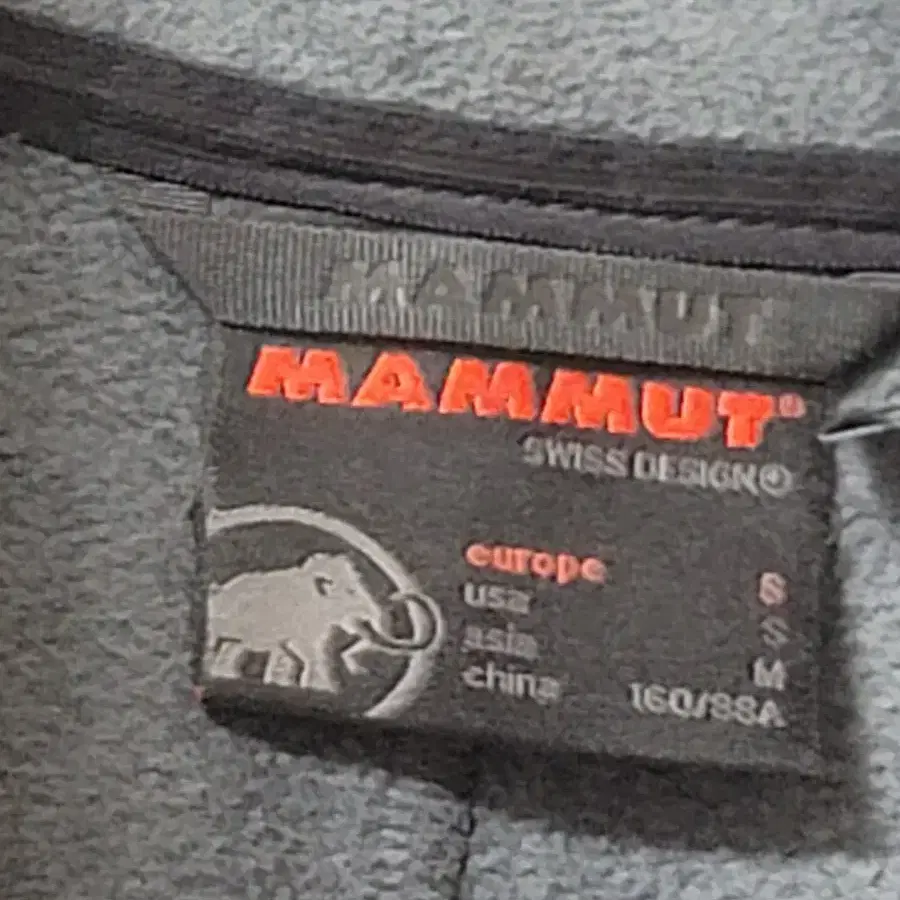 MAMMUT
MAMMUT®
SWISS DESIGN
europe S
usa S
asia M
china 160/88A